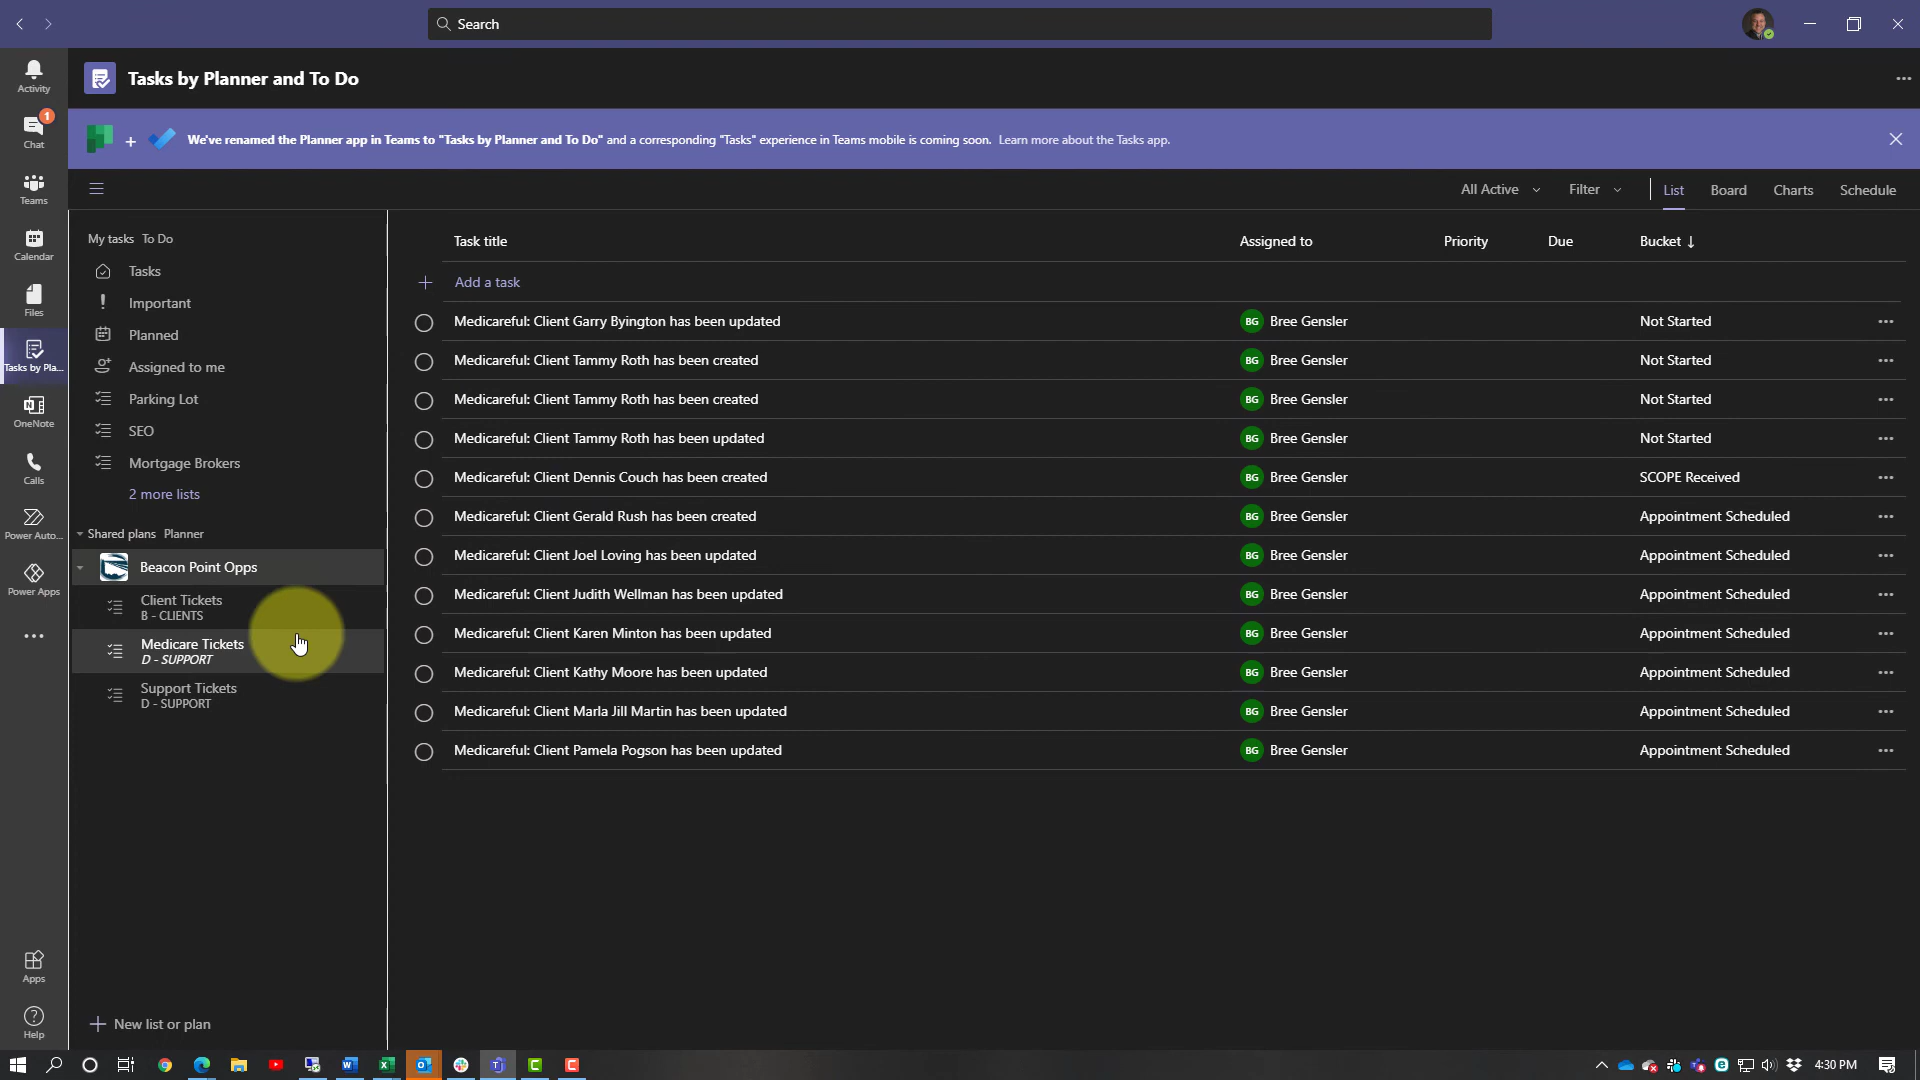 Search
Activity
1
Chat
Teams
Calendar
Files
Tasks by Pla...
OneNote
Calls
Power Auto...
Power Apps
Apps
Help
Tasks by Planner and To Do
We've renamed the Planner app in Teams to "Tasks by Planner and To Do" and a corresponding "Tasks" experience in Teams mobile is coming soon. Learn more about the Tasks app.
All Active
Filter
List
Board
Charts
Schedule
My tasks To Do
Tasks
Important
Planned
Assigned to me
Parking Lot
SEO
Mortgage Brokers
2 more lists
Shared plans Planner
Beacon Point Opps
Client Tickets
B - CLIENTS
Medicare Tickets
D - SUPPORT
Support Tickets
D - SUPPORT
New list or plan
Task title Assigned to Priority Due Bucket ↓
Add a task
Medicareful: Client Garry Byington has been updated BG Bree Gensler Not Started
Medicareful: Client Tammy Roth has been created BG Bree Gensler Not Started
Medicareful: Client Tammy Roth has been created BG Bree Gensler Not Started
Medicareful: Client Tammy Roth has been updated BG Bree Gensler Not Started
Medicareful: Client Dennis Couch has been created BG Bree Gensler SCOPE Received
Medicareful: Client Gerald Rush has been created BG Bree Gensler Appointment Scheduled
Medicareful: Client Joel Loving has been updated BG Bree Gensler Appointment Scheduled
Medicareful: Client Judith Wellman has been updated BG Bree Gensler Appointment Scheduled
Medicareful: Client Karen Minton has been updated BG Bree Gensler Appointment Scheduled
Medicareful: Client Kathy Moore has been updated BG Bree Gensler Appointment Scheduled
Medicareful: Client Marla Jill Martin has been updated BG Bree Gensler Appointment Scheduled
Medicareful: Client Pamela Pogson has been updated BG Bree Gensler Appointment Scheduled
4:30 PM